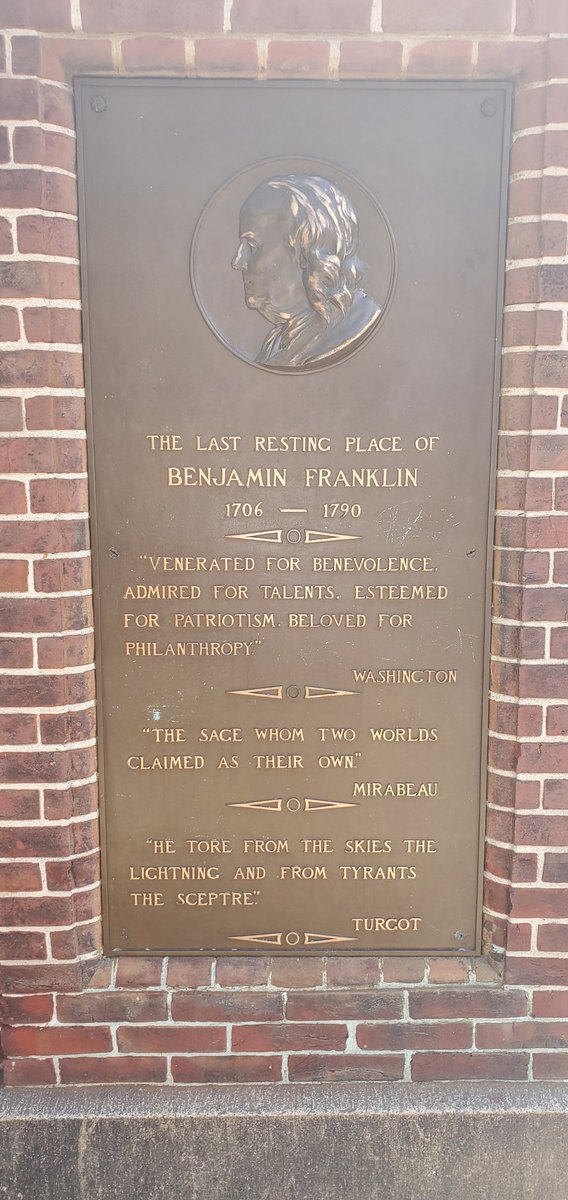 THE LAST RESTING PLACE OF
BENJAMIN FRANKLIN
1706 — 1790
"VENERATED FOR BENEVOLENCE,
ADMIRED FOR TALENTS, ESTEEMED
FOR PATRIOTISM, BELOVED FOR
PHILANTHROPY."
WASHINGTON
"THE SAGE WHOM TWO WORLDS
CLAIMED AS THEIR OWN."
MIRABEAU
"HE TORE FROM THE SKIES THE
LIGHTNING AND FROM TYRANTS
THE SCEPTRE."
TURGOT